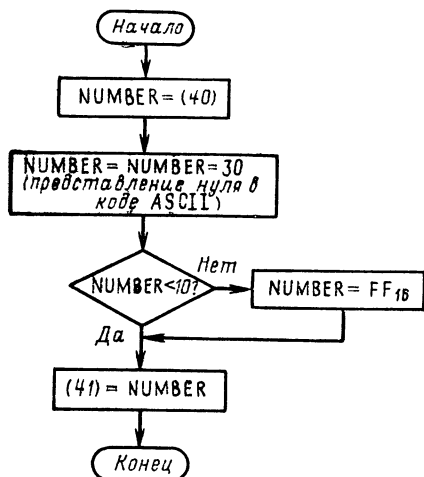 Начало
NUMBER = (40)
NUMBER = NUMBER = 30
(представление нуля в
коде ASCII)
NUMBER<10?
Нет
NUMBER = FF₁₆
Да
(41) = NUMBER
Конец